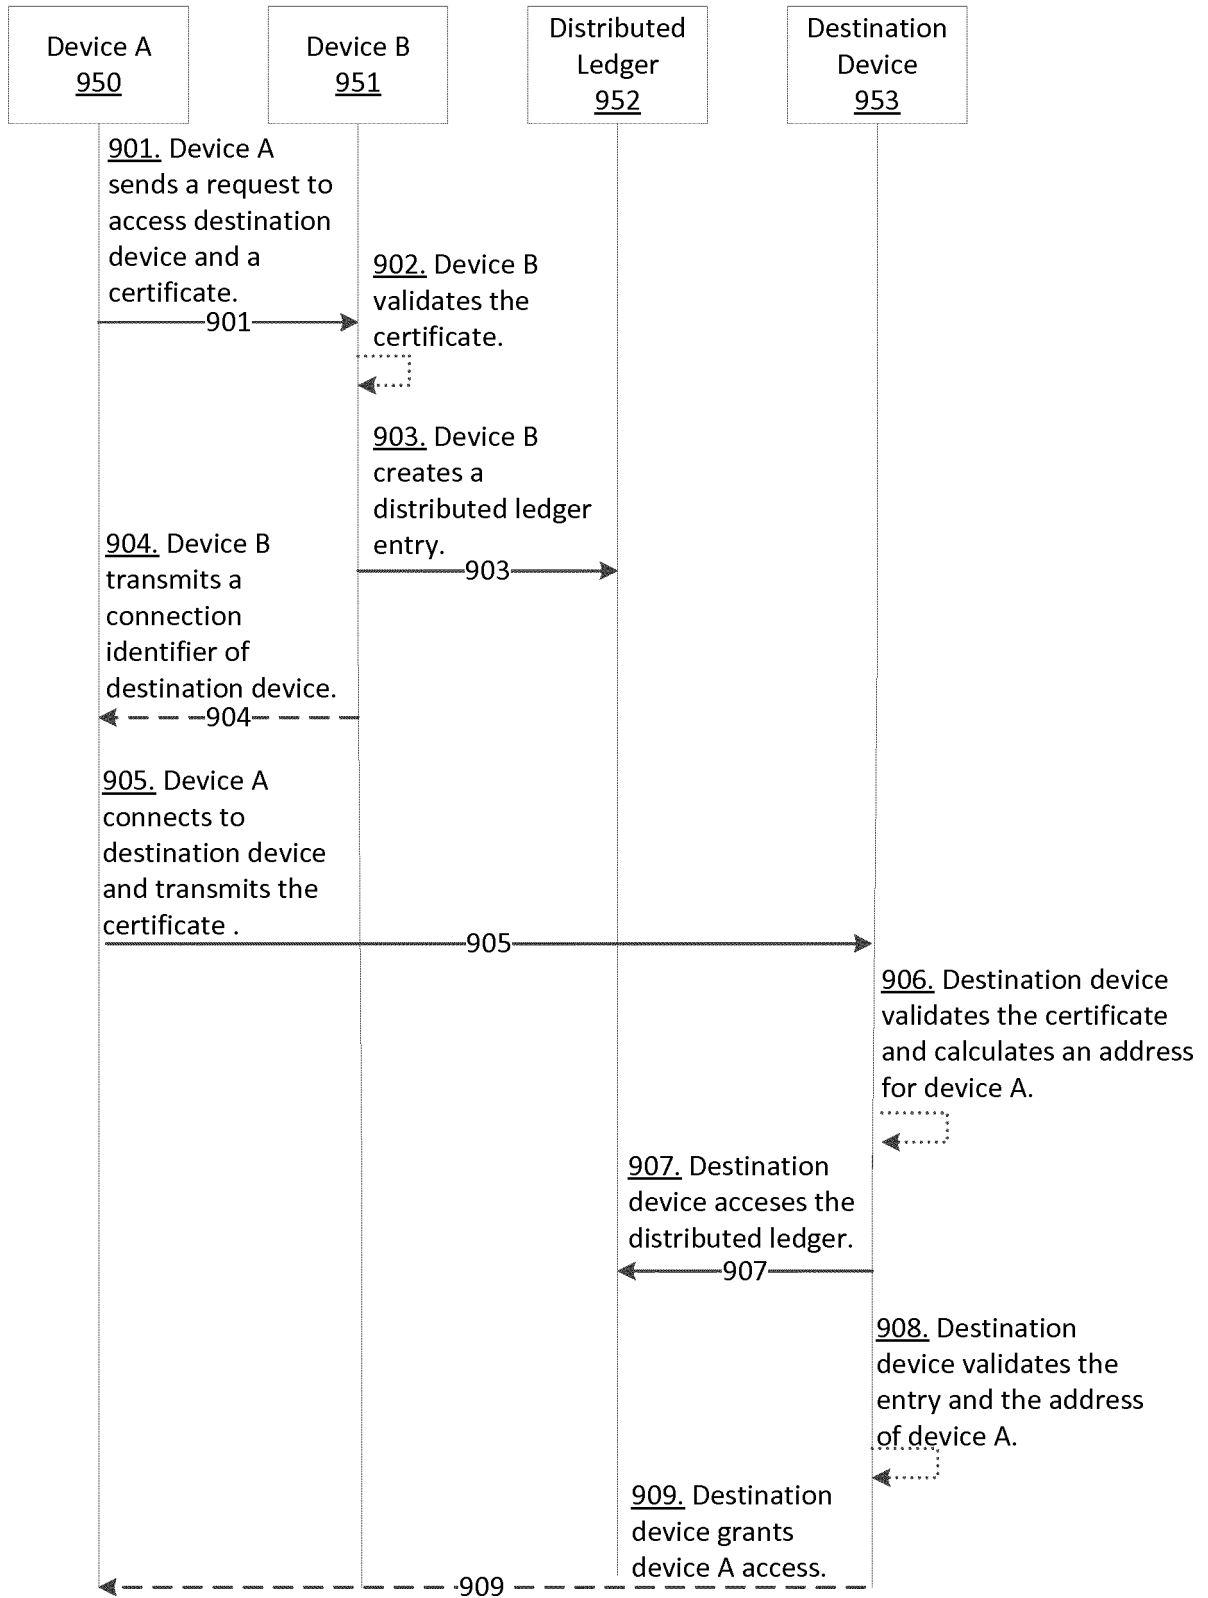 Device A
950
Device B
951
Distributed
Ledger
952
Destination
Device
953
901. Device A
sends a request to
access destination
device and a
certificate.
901
902. Device B
validates the
certificate.
903. Device B
creates a
distributed ledger
entry.
903
904. Device B
transmits a
connection
identifier of
destination device.
904
905. Device A
connects to
destination device
and transmits the
certificate .
905
906. Destination device
validates the certificate
and calculates an address
for device A.
907. Destination
device acceses the
distributed ledger.
907
908. Destination
device validates the
entry and the address
of device A.
909. Destination
device grants
device A access.
909